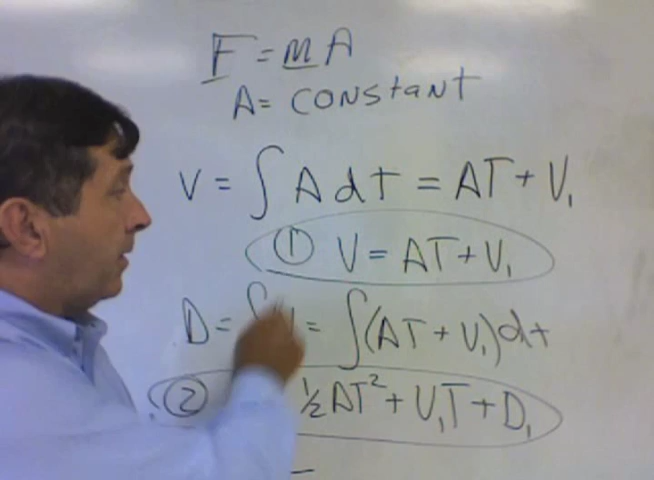 F = mA
A = CONSTANT
V = ∫ A dT = AT + V₁
① V = AT + V₁
D = ∫ = ∫(AT + V₁)dt
② ½AT² + V₁T + D₁